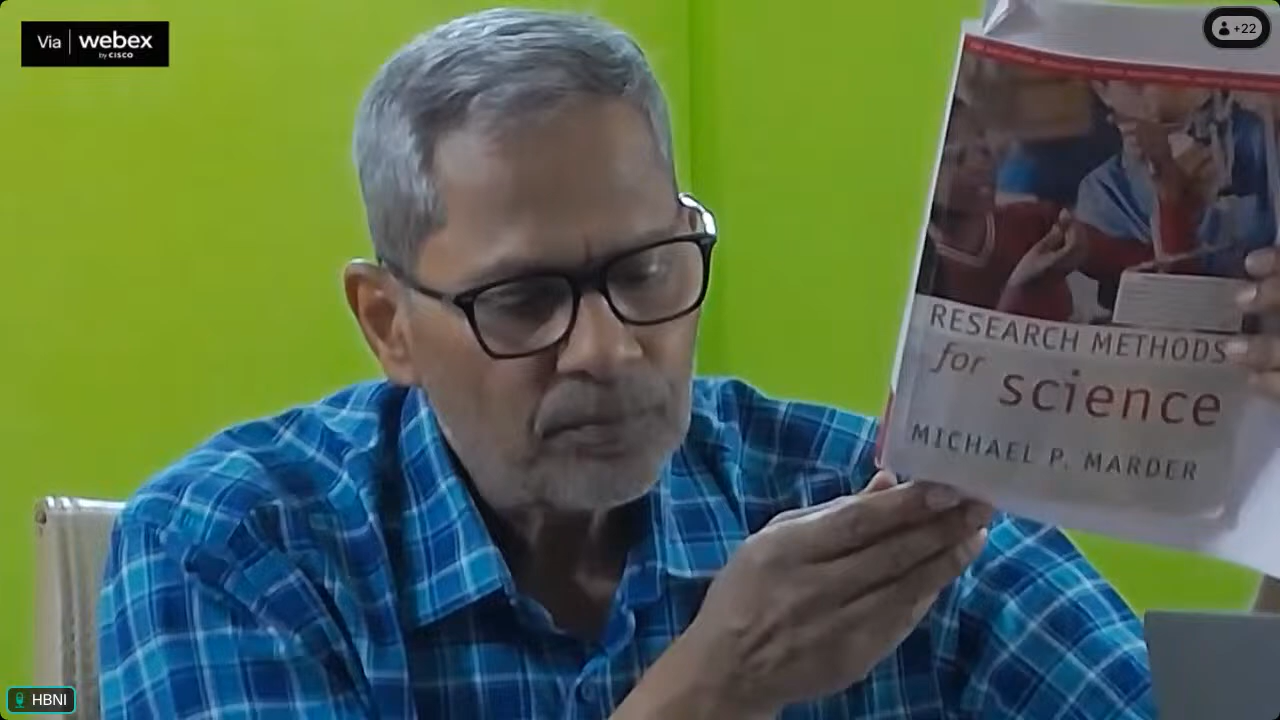 Via webex
by CISCO
+22
RESEARCH METHODS
for science
MICHAEL P. MARDER
HBNI